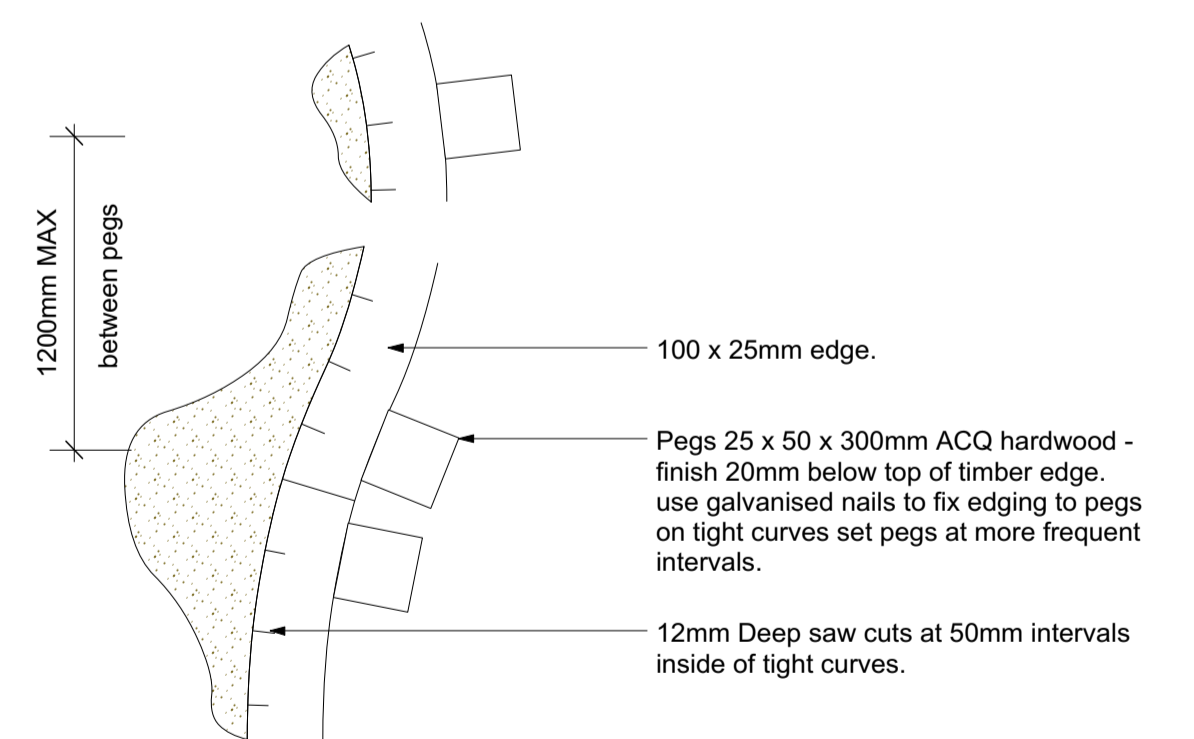 1200mm MAX
between pegs
100 x 25mm edge.
Pegs 25 x 50 x 300mm ACQ hardwood -
finish 20mm below top of timber edge.
use galvanised nails to fix edging to pegs
on tight curves set pegs at more frequent
intervals.
12mm Deep saw cuts at 50mm intervals
inside of tight curves.